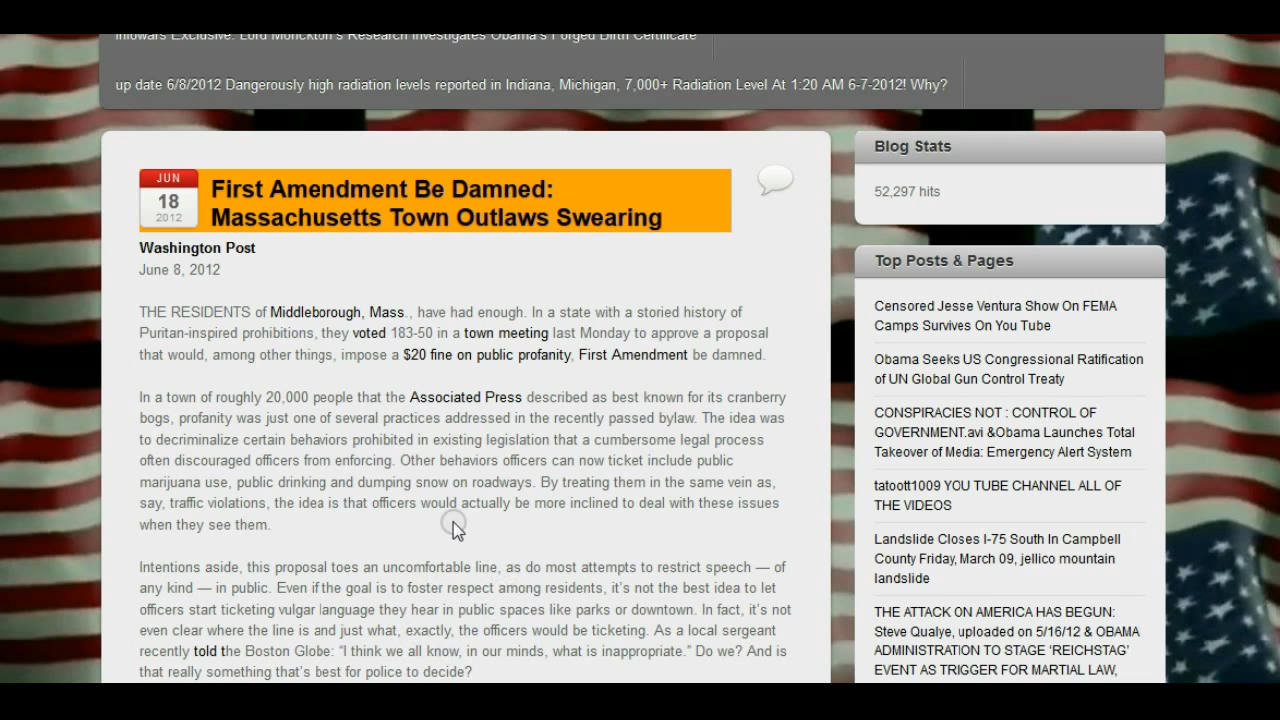 Infowars Exclusive: Lord Monckton's Research Investigates Obama's Forged Birth Certificate
up date 6/8/2012 Dangerously high radiation levels reported in Indiana, Michigan, 7,000+ Radiation Level At 1:20 AM 6-7-2012! Why?
JUN
18
2012
First Amendment Be Damned:
Massachusetts Town Outlaws Swearing
Washington Post
June 8, 2012
THE RESIDENTS of Middleborough, Mass., have had enough. In a state with a storied history of
Puritan-inspired prohibitions, they voted 183-50 in a town meeting last Monday to approve a proposal
that would, among other things, impose a $20 fine on public profanity, First Amendment be damned.
In a town of roughly 20,000 people that the Associated Press described as best known for its cranberry
bogs, profanity was just one of several practices addressed in the recently passed bylaw. The idea was
to decriminalize certain behaviors prohibited in existing legislation that a cumbersome legal process
often discouraged officers from enforcing. Other behaviors officers can now ticket include public
marijuana use, public drinking and dumping snow on roadways. By treating them in the same vein as,
say, traffic violations, the idea is that officers would actually be more inclined to deal with these issues
when they see them.
Intentions aside, this proposal toes an uncomfortable line, as do most attempts to restrict speech — of
any kind — in public. Even if the goal is to foster respect among residents, it's not the best idea to let
officers start ticketing vulgar language they hear in public spaces like parks or downtown. In fact, it's not
even clear where the line is and just what, exactly, the officers would be ticketing. As a local sergeant
recently told the Boston Globe: “I think we all know, in our minds, what is inappropriate.” Do we? And is
that really something that's best for police to decide?
Blog Stats
52,297 hits
Top Posts & Pages
Censored Jesse Ventura Show On FEMA
Camps Survives On You Tube
Obama Seeks US Congressional Ratification
of UN Global Gun Control Treaty
CONSPIRACIES NOT : CONTROL OF
GOVERNMENT.avi &Obama Launches Total
Takeover of Media: Emergency Alert System
tatoott1009 YOU TUBE CHANNEL ALL OF
THE VIDEOS
Landslide Closes I-75 South In Campbell
County Friday, March 09, jellico mountain
landslide
THE ATTACK ON AMERICA HAS BEGUN:
Steve Qualye, uploaded on 5/16/12 & OBAMA
ADMINISTRATION TO STAGE ‘REICHSTAG’
EVENT AS TRIGGER FOR MARTIAL LAW,